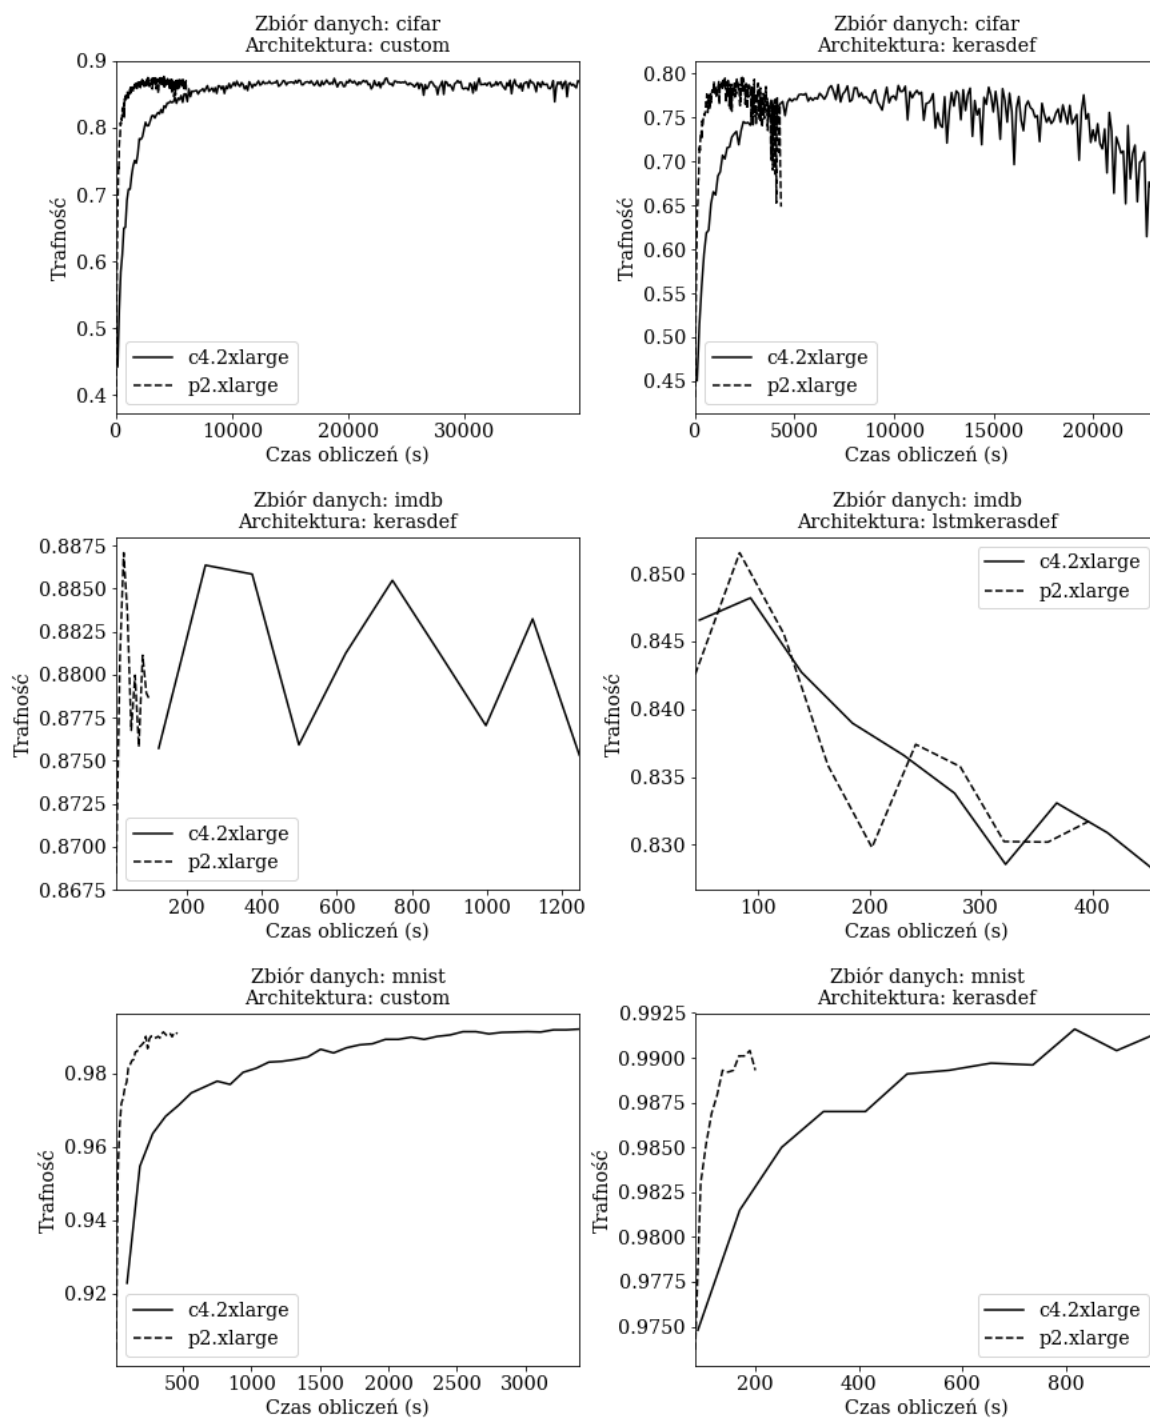 Zbiór danych: cifar
Architektura: custom
0.9
0.8
0.7
0.6
0.5
0.4
Trafność
c4.2xlarge
p2.xlarge
0
10000
20000
30000
Czas obliczeń (s)
Zbiór danych: cifar
Architektura: kerasdef
0.80
0.75
0.70
0.65
0.60
0.55
0.50
0.45
Trafność
c4.2xlarge
p2.xlarge
0
5000
10000
15000
20000
Czas obliczeń (s)
Zbiór danych: imdb
Architektura: kerasdef
0.8875
0.8850
0.8825
0.8800
0.8775
0.8750
0.8725
0.8700
0.8675
Trafność
c4.2xlarge
p2.xlarge
200
400
600
800
1000
1200
Czas obliczeń (s)
Zbiór danych: imdb
Architektura: lstmkerasdef
0.850
0.845
0.840
0.835
0.830
Trafność
c4.2xlarge
p2.xlarge
100
200
300
400
Czas obliczeń (s)
Zbiór danych: mnist
Architektura: custom
0.98
0.96
0.94
0.92
Trafność
c4.2xlarge
p2.xlarge
500
1000
1500
2000
2500
3000
Czas obliczeń (s)
Zbiór danych: mnist
Architektura: kerasdef
0.9925
0.9900
0.9875
0.9850
0.9825
0.9800
0.9775
0.9750
Trafność
c4.2xlarge
p2.xlarge
200
400
600
800
Czas obliczeń (s)